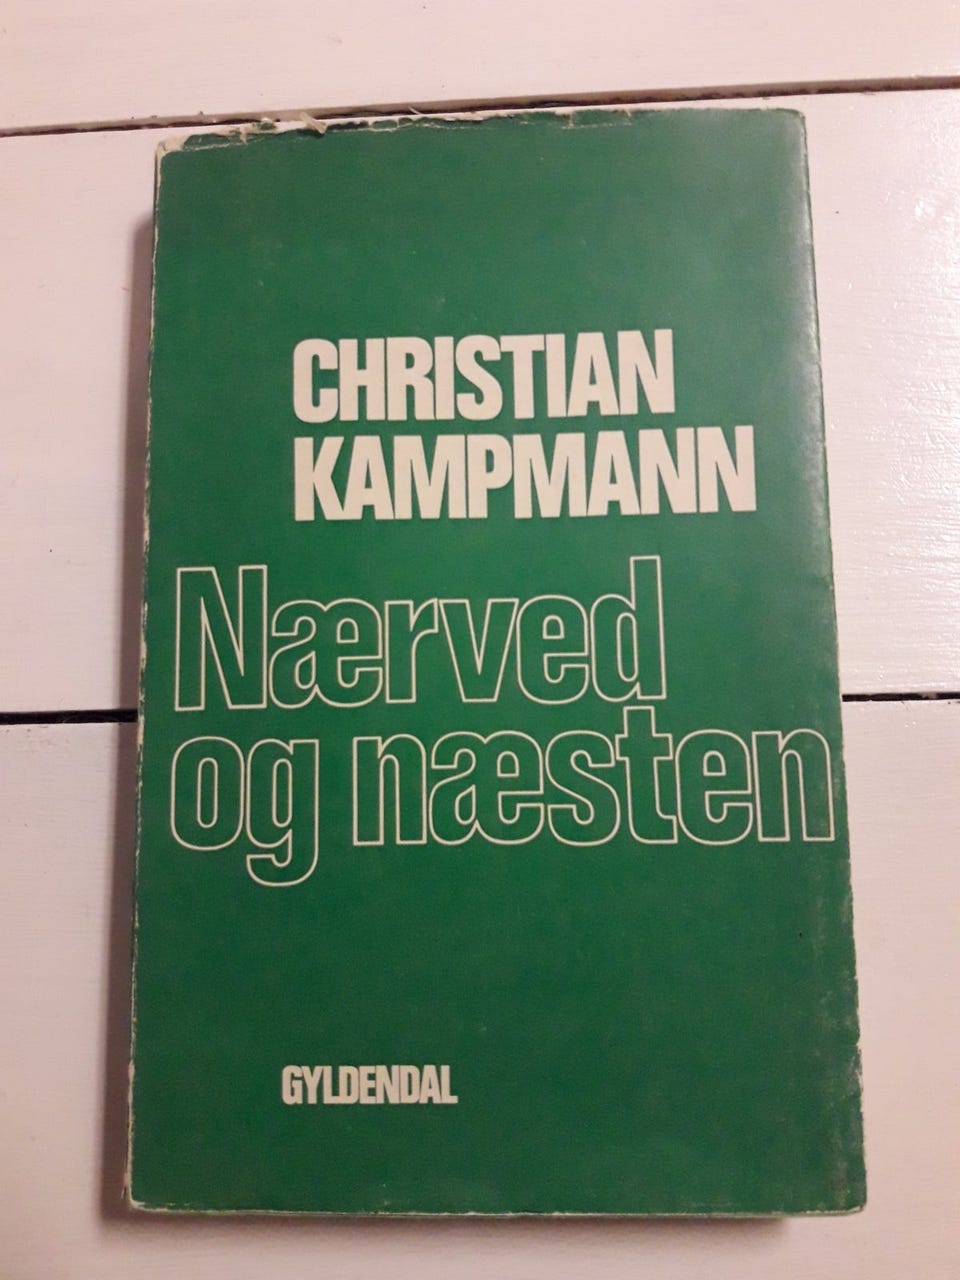 CHRISTIAN
KAMPMANN
Nærved
og næsten
GYLDENDAL